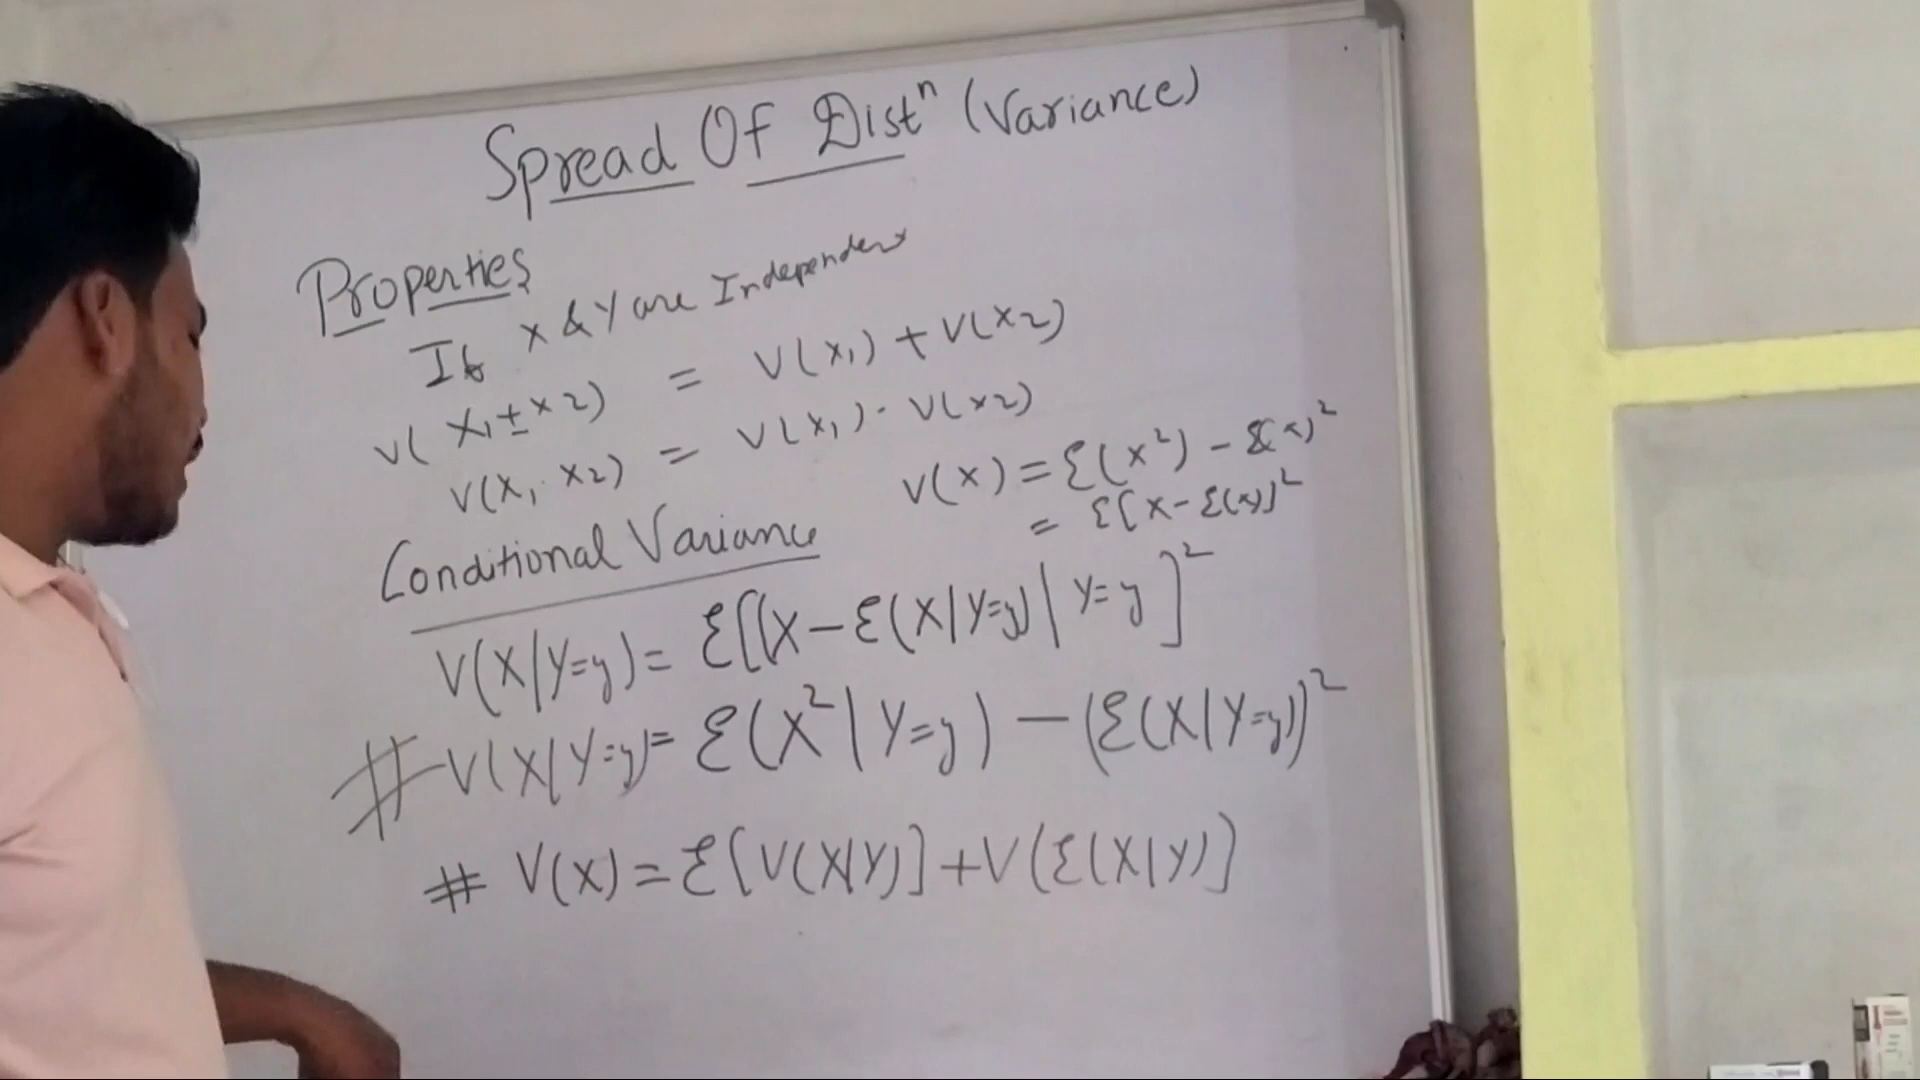 Spread Of Distⁿ (Variance)
Properties
If X & Y are Independent
V( X₁ ± X2) = V(X₁) + V(X2)
V(X₁ · X2) = V(X₁) · V(X2)
V(X) = Ɛ(X²) - Ɛ(X)²
= Ɛ[X - Ɛ(X)]²
Conditional Variance
V(X|Y=y) = Ɛ[(X - Ɛ(X|Y=y) | Y=y]²
# V(X|Y=y) = Ɛ(X² | Y=y) - (Ɛ(X|Y=y))²
# V(X) = Ɛ[V(X|Y)] + V(Ɛ(X|Y)]